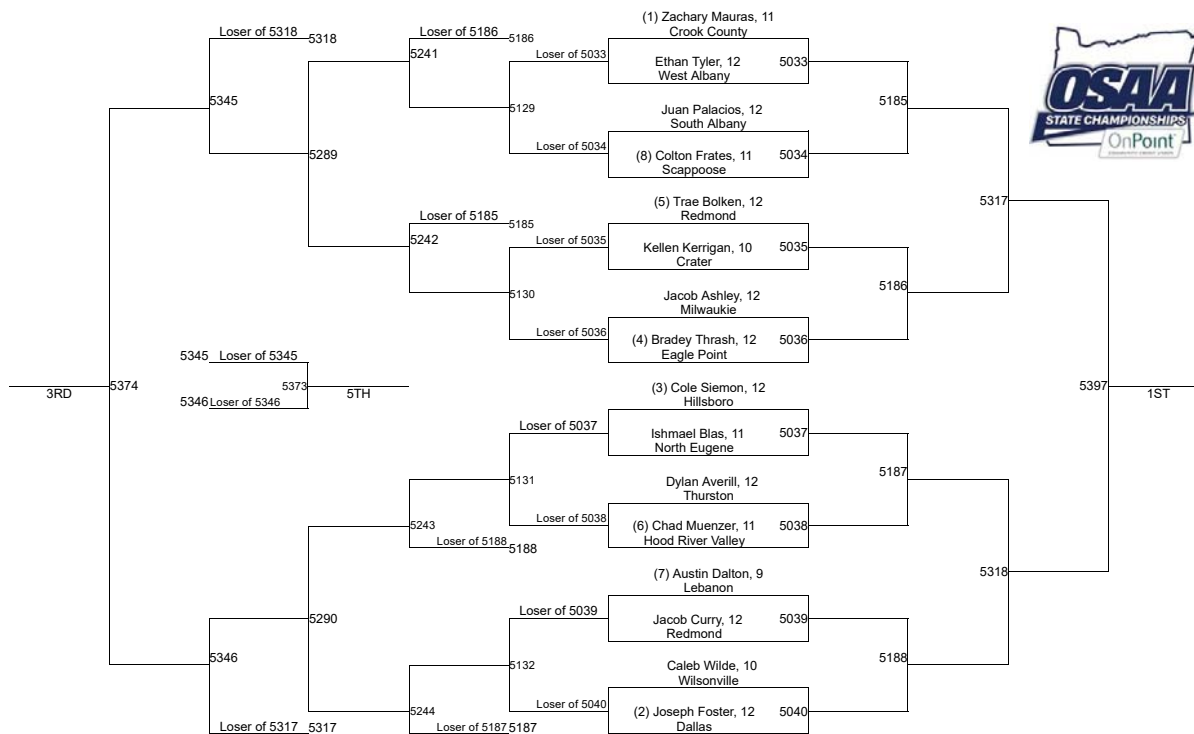 (1) Zachary Mauras, 11
Crook County
Loser of 5318 5318
Loser of 5186 5186
5241
Loser of 5033
Ethan Tyler, 12 5033
West Albany
OSAA
STATE CHAMPIONSHIPS
OnPoint
COMMUNITY CREDIT UNION
5345
5129
Juan Palacios, 12
South Albany
5185
5289
Loser of 5034
(8) Colton Frates, 11 5034
Scappoose
(5) Trae Bolken, 12
Redmond
5317
Loser of 5185 5185
5242
Loser of 5035
Kellen Kerrigan, 10 5035
Crater
5130
Jacob Ashley, 12
Milwaukie
5186
Loser of 5036
(4) Bradey Thrash, 12 5036
Eagle Point
5345 Loser of 5345
3RD
5374
5373
5TH
5346 Loser of 5346
(3) Cole Siemon, 12
Hillsboro
5397
1ST
Loser of 5037
Ishmael Blas, 11 5037
North Eugene
5131
Dylan Averill, 12
Thurston
5187
5243
Loser of 5038
(6) Chad Muenzer, 11 5038
Hood River Valley
Loser of 5188 5188
(7) Austin Dalton, 9
Lebanon
5318
5290
Loser of 5039
Jacob Curry, 12 5039
Redmond
5346
5132
Caleb Wilde, 10
Wilsonville
5188
5244
Loser of 5040
(2) Joseph Foster, 12 5040
Dallas
Loser of 5317 5317
Loser of 5187 5187